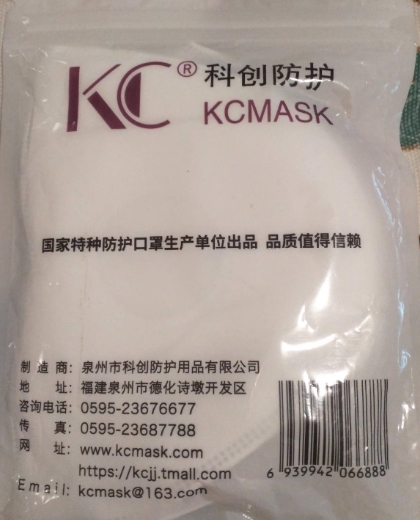 KC® 科创防护
KCMASK
国家特种防护口罩生产单位出品 品质值得信赖
制 造 商：泉州市科创防护用品有限公司
地 址：福建泉州市德化诗墩开发区
咨询电话：0595-23676677
传 真：0595-23687788
网 址：www.kcmask.com
https://kcjj.tmall.com
Email：kcmask@163.com
6 939942 066888